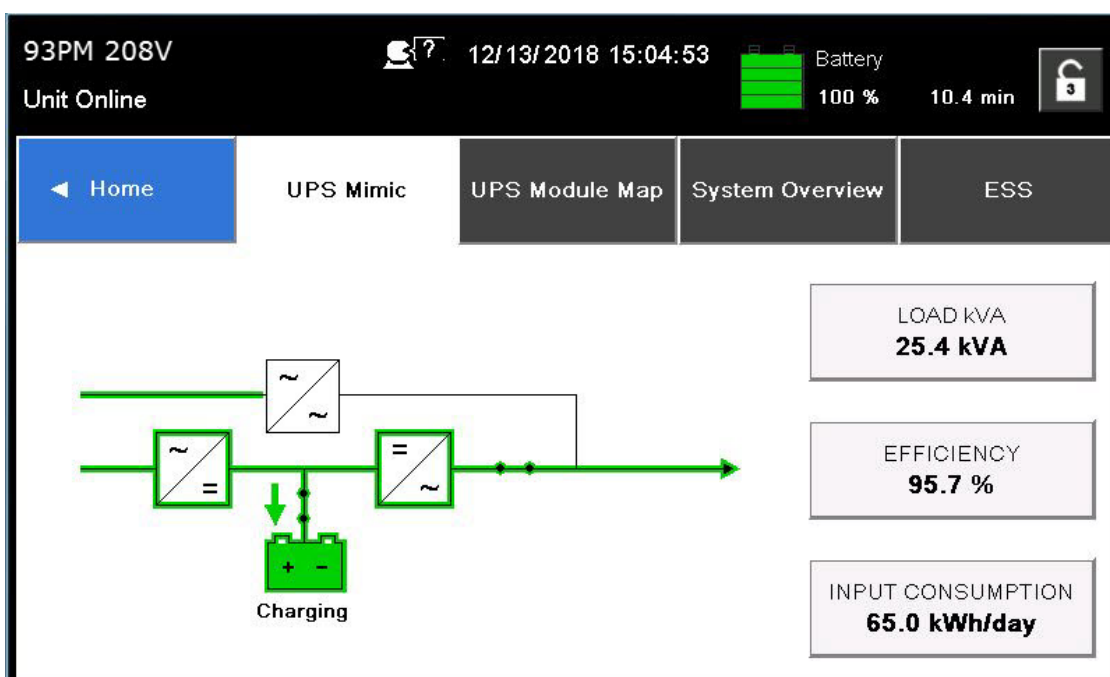 93PM 208V
? 12/13/2018 15:04:53
Battery
Unit Online
100 % 10.4 min
3
◄ Home
UPS Mimic
UPS Module Map
System Overview
ESS
LOAD kVA
25.4 kVA
~
~
~
=
=
~
EFFICIENCY
95.7 %
+ -
Charging
INPUT CONSUMPTION
65.0 kWh/day